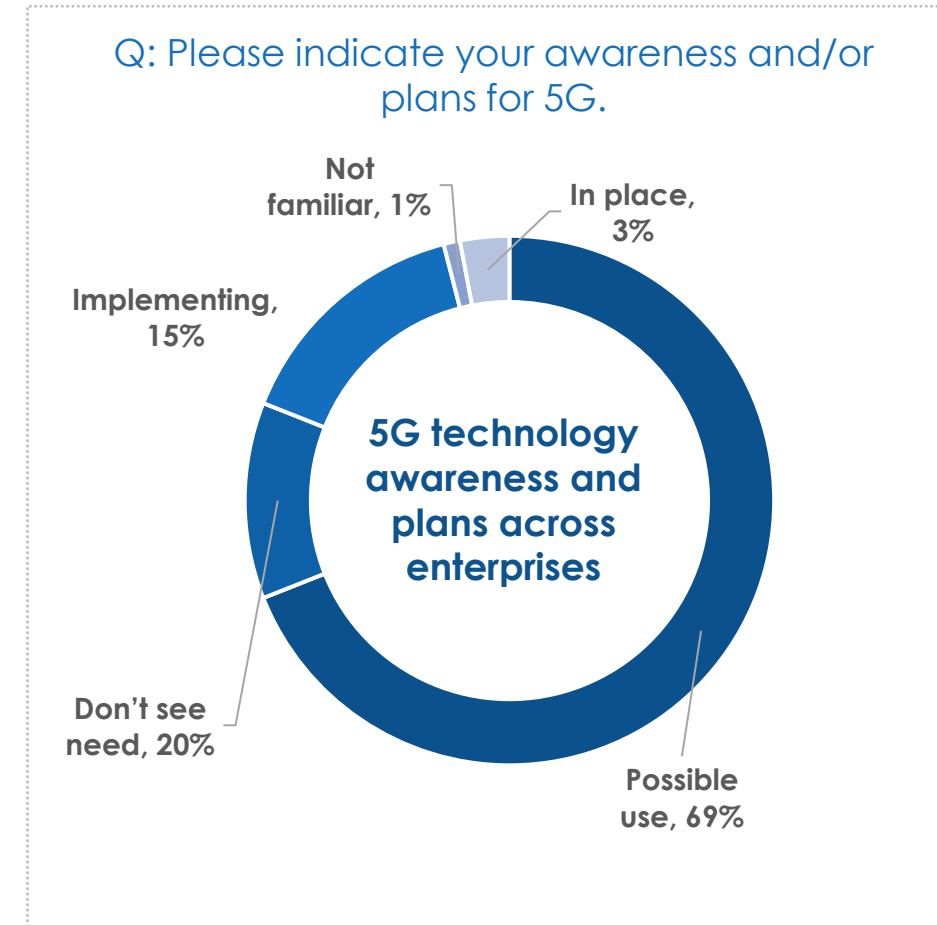 Q: Please indicate your awareness and/or
plans for 5G.
Not
familiar, 1%
In place,
3%
Implementing,
15%
5G technology
awareness and
plans across
enterprises
Don’t see
need, 20%
Possible
use, 69%